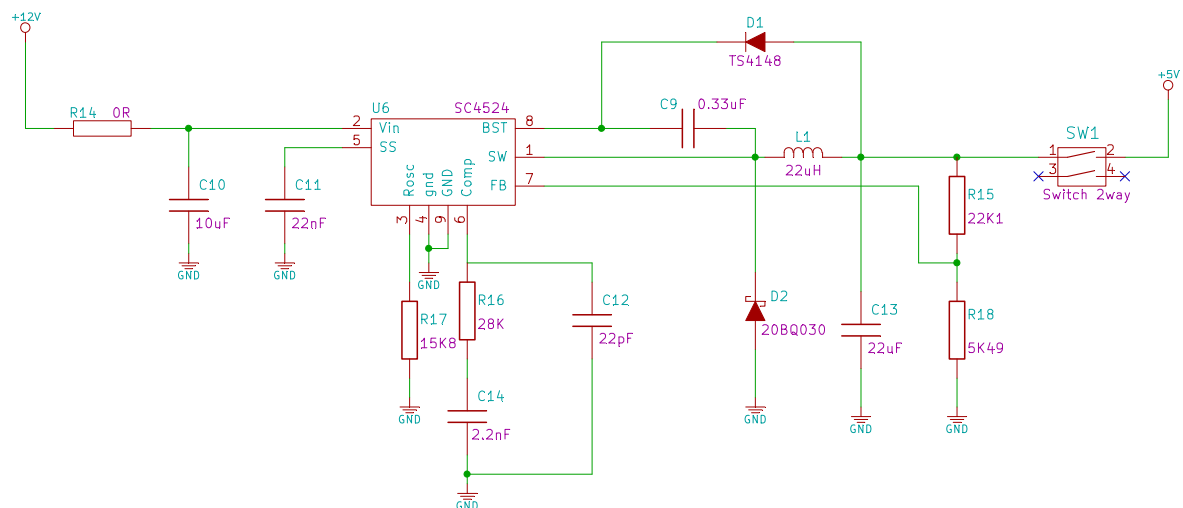 +12V
D1
TS4148
+5V
R14 0R
U6 SC4524
C9 0.33uF
2 Vin BST 8
5 SS
SW 1
FB 7
Rosc
gnd
GND
Comp
3
4
9
6
L1
22uH
SW1
1 2
3 4
Switch 2way
C10
10uF
C11
22nF
R15
22K1
GND
GND
GND
R17
15K8
R16
28K
C12
22pF
D2
20BQ030
C13
22uF
R18
5K49
C14
2.2nF
GND
GND
GND
GND
GND